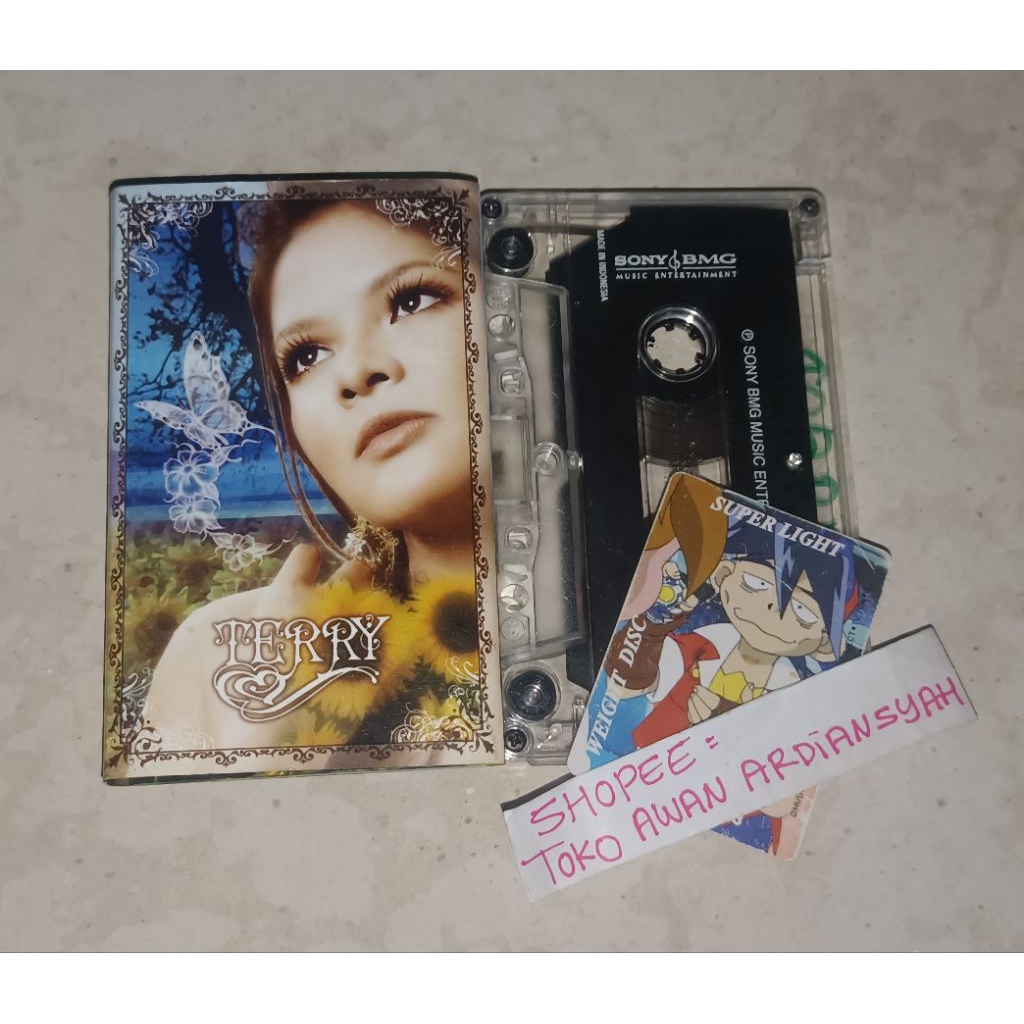 TERRY
SONY BMG
MUSIC ENTERTAINMENT
MADE IN INDONESIA
℗ SONY BMG MUSIC
SUPER LIGHT
WEIGHT DISC
SHOPEE :
TOKO AWAN ARDIANSYAH